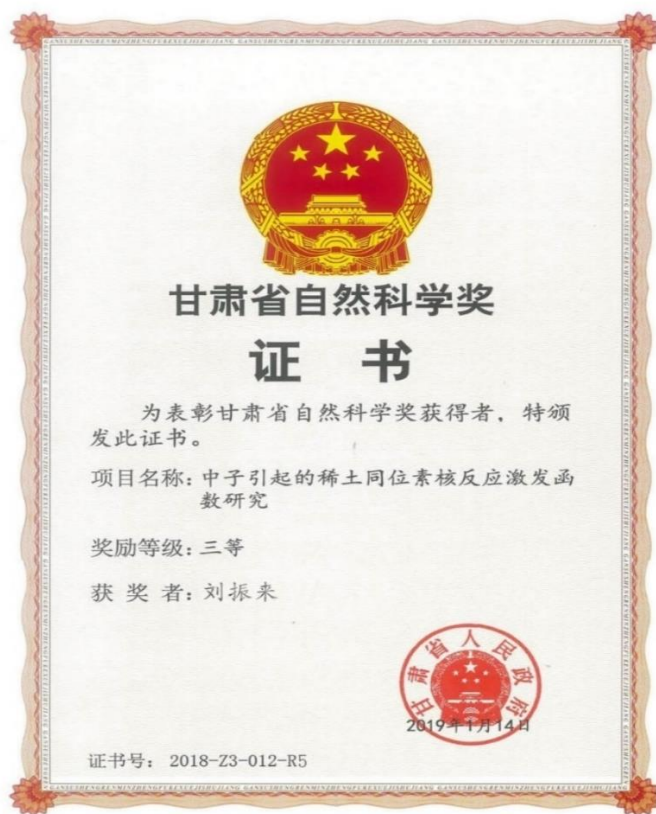 甘肃省自然科学奖
证 书
为表彰甘肃省自然科学奖获得者，特颁
发此证书。
项目名称：中子引起的稀土同位素核反应激发函
数研究
奖励等级：三等
获 奖 者：刘振来
甘肃省人民政府
2019年1月14日
证书号： 2018-Z3-012-R5